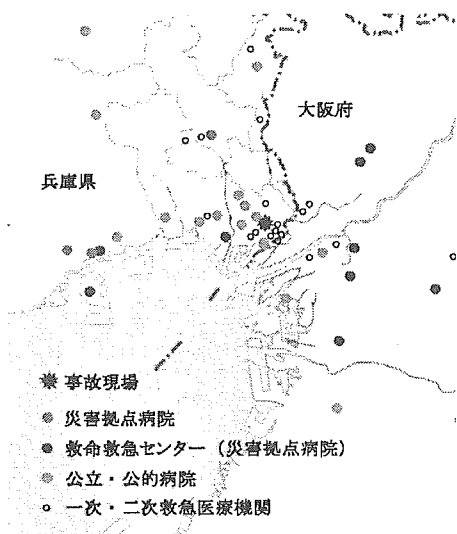 大阪府
兵庫県
事故現場
災害拠点病院
救命救急センター（災害拠点病院）
公立・公的病院
一次・二次救急医療機関